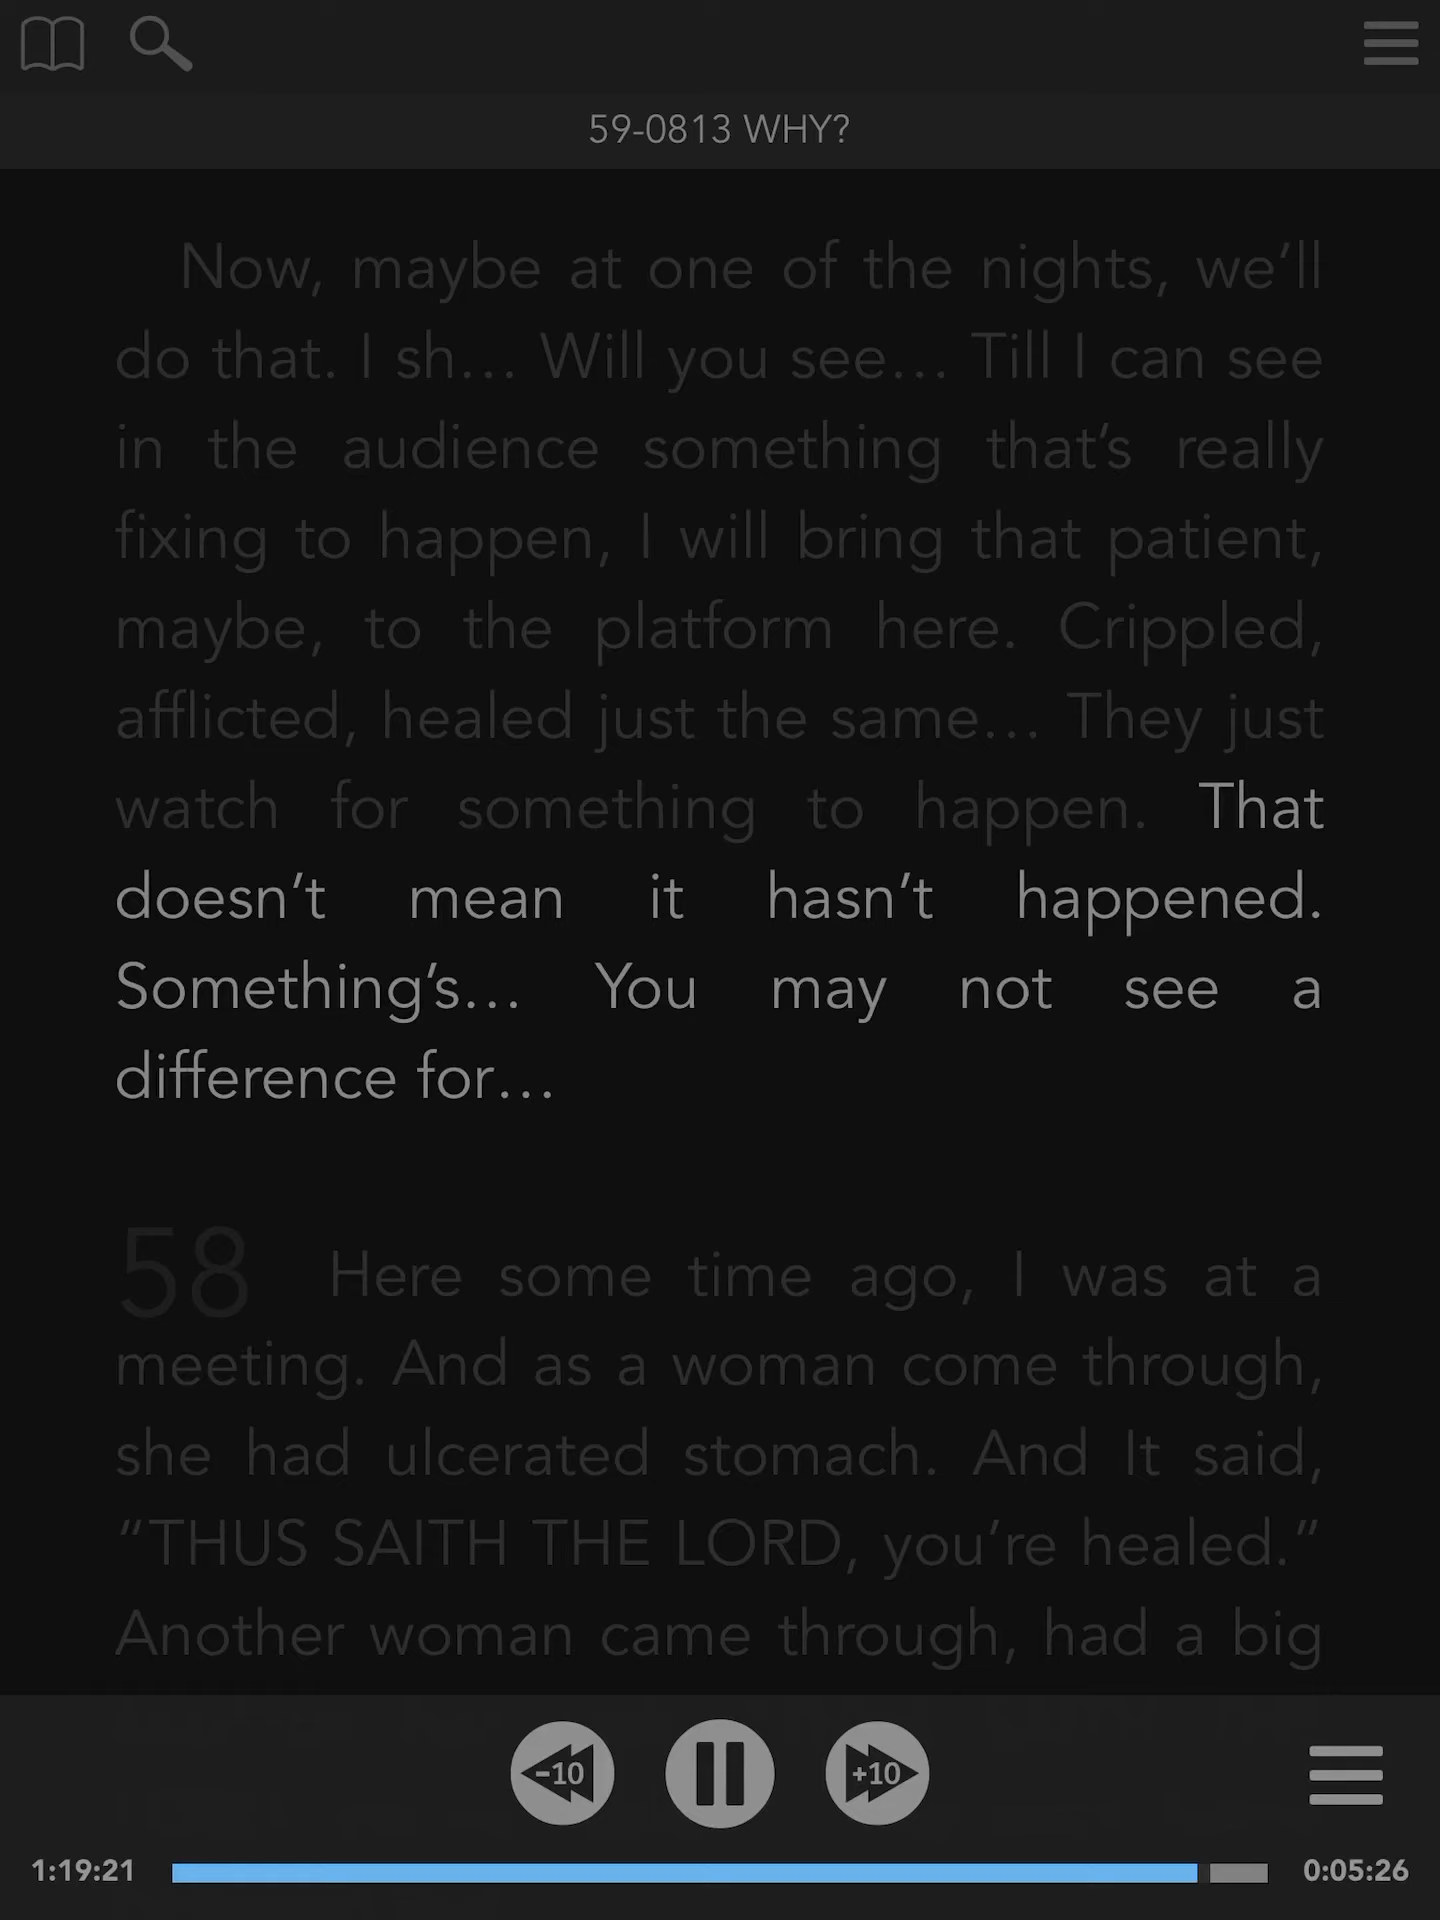 59-0813 WHY?
Now, maybe at one of the nights, we’ll
do that. I sh… Will you see… Till I can see
in the audience something that’s really
fixing to happen, I will bring that patient,
maybe, to the platform here. Crippled,
afflicted, healed just the same… They just
watch for something to happen. That
doesn’t mean it hasn’t happened.
Something’s… You may not see a
difference for…
58 Here some time ago, I was at a
meeting. And as a woman come through,
she had ulcerated stomach. And It said,
“THUS SAITH THE LORD, you’re healed.”
Another woman came through, had a big
-10 +10
1:19:21 0:05:26